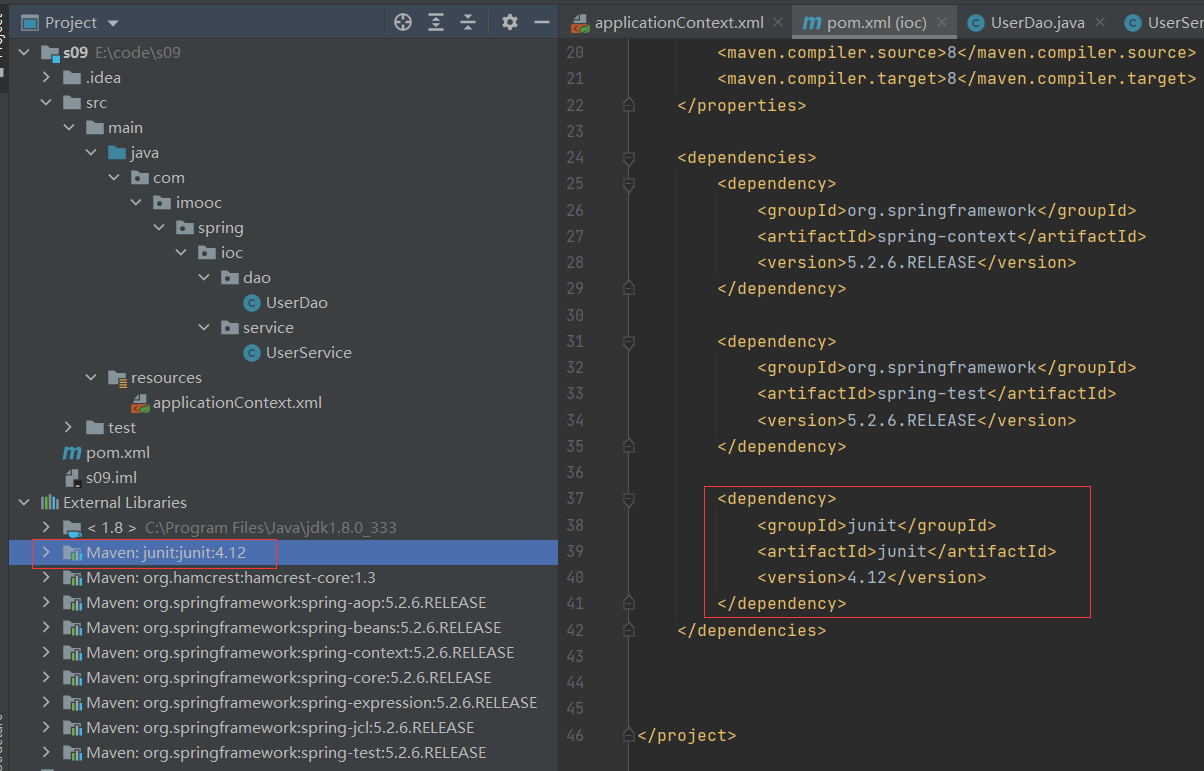 Project
s09 E:\code\s09
.idea
src
main
java
com
imooc
spring
ioc
dao
UserDao
service
UserService
resources
applicationContext.xml
test
pom.xml
s09.iml
External Libraries
< 1.8 > C:\Program Files\Java\jdk1.8.0_333
Maven: junit:junit:4.12
Maven: org.hamcrest:hamcrest-core:1.3
Maven: org.springframework:spring-aop:5.2.6.RELEASE
Maven: org.springframework:spring-beans:5.2.6.RELEASE
Maven: org.springframework:spring-context:5.2.6.RELEASE
Maven: org.springframework:spring-core:5.2.6.RELEASE
Maven: org.springframework:spring-expression:5.2.6.RELEASE
Maven: org.springframework:spring-jcl:5.2.6.RELEASE
Maven: org.springframework:spring-test:5.2.6.RELEASE
applicationContext.xml pom.xml (ioc) UserDao.java UserSer
20 <maven.compiler.source>8</maven.compiler.source>
21 <maven.compiler.target>8</maven.compiler.target>
22 </properties>
23
24 <dependencies>
25 <dependency>
26 <groupId>org.springframework</groupId>
27 <artifactId>spring-context</artifactId>
28 <version>5.2.6.RELEASE</version>
29 </dependency>
30
31 <dependency>
32 <groupId>org.springframework</groupId>
33 <artifactId>spring-test</artifactId>
34 <version>5.2.6.RELEASE</version>
35 </dependency>
36
37 <dependency>
38 <groupId>junit</groupId>
39 <artifactId>junit</artifactId>
40 <version>4.12</version>
41 </dependency>
42 </dependencies>
43
44
45
46 </project>